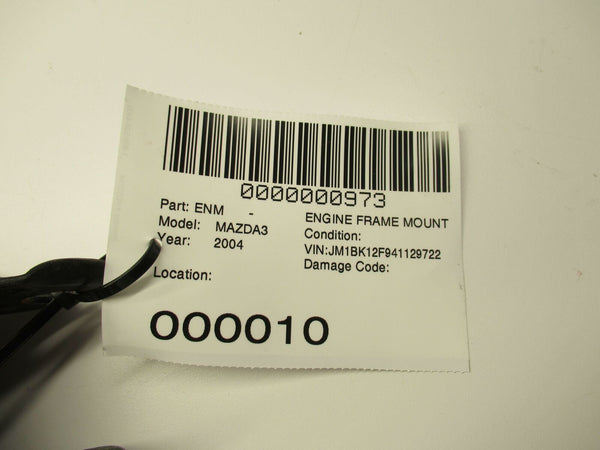 0000000973
Part: ENM - ENGINE FRAME MOUNT
Model: MAZDA3 Condition:
Year: 2004 VIN:JM1BK12F941129722
Location: Damage Code:
000010